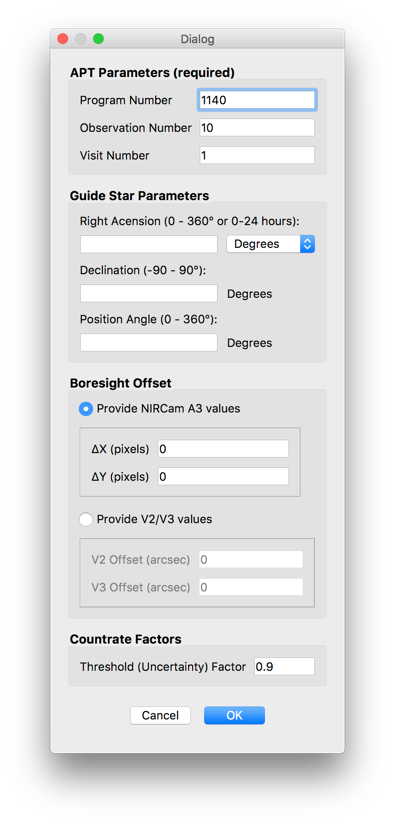 Dialog
APT Parameters (required)
Program Number 1140
Observation Number 10
Visit Number 1
Guide Star Parameters
Right Acension (0 - 360° or 0-24 hours):
Degrees
Declination (-90 - 90°):
Degrees
Position Angle (0 - 360°):
Degrees
Boresight Offset
Provide NIRCam A3 values
ΔX (pixels) 0
ΔY (pixels) 0
Provide V2/V3 values
V2 Offset (arcsec) 0
V3 Offset (arcsec) 0
Countrate Factors
Threshold (Uncertainty) Factor 0.9
Cancel OK